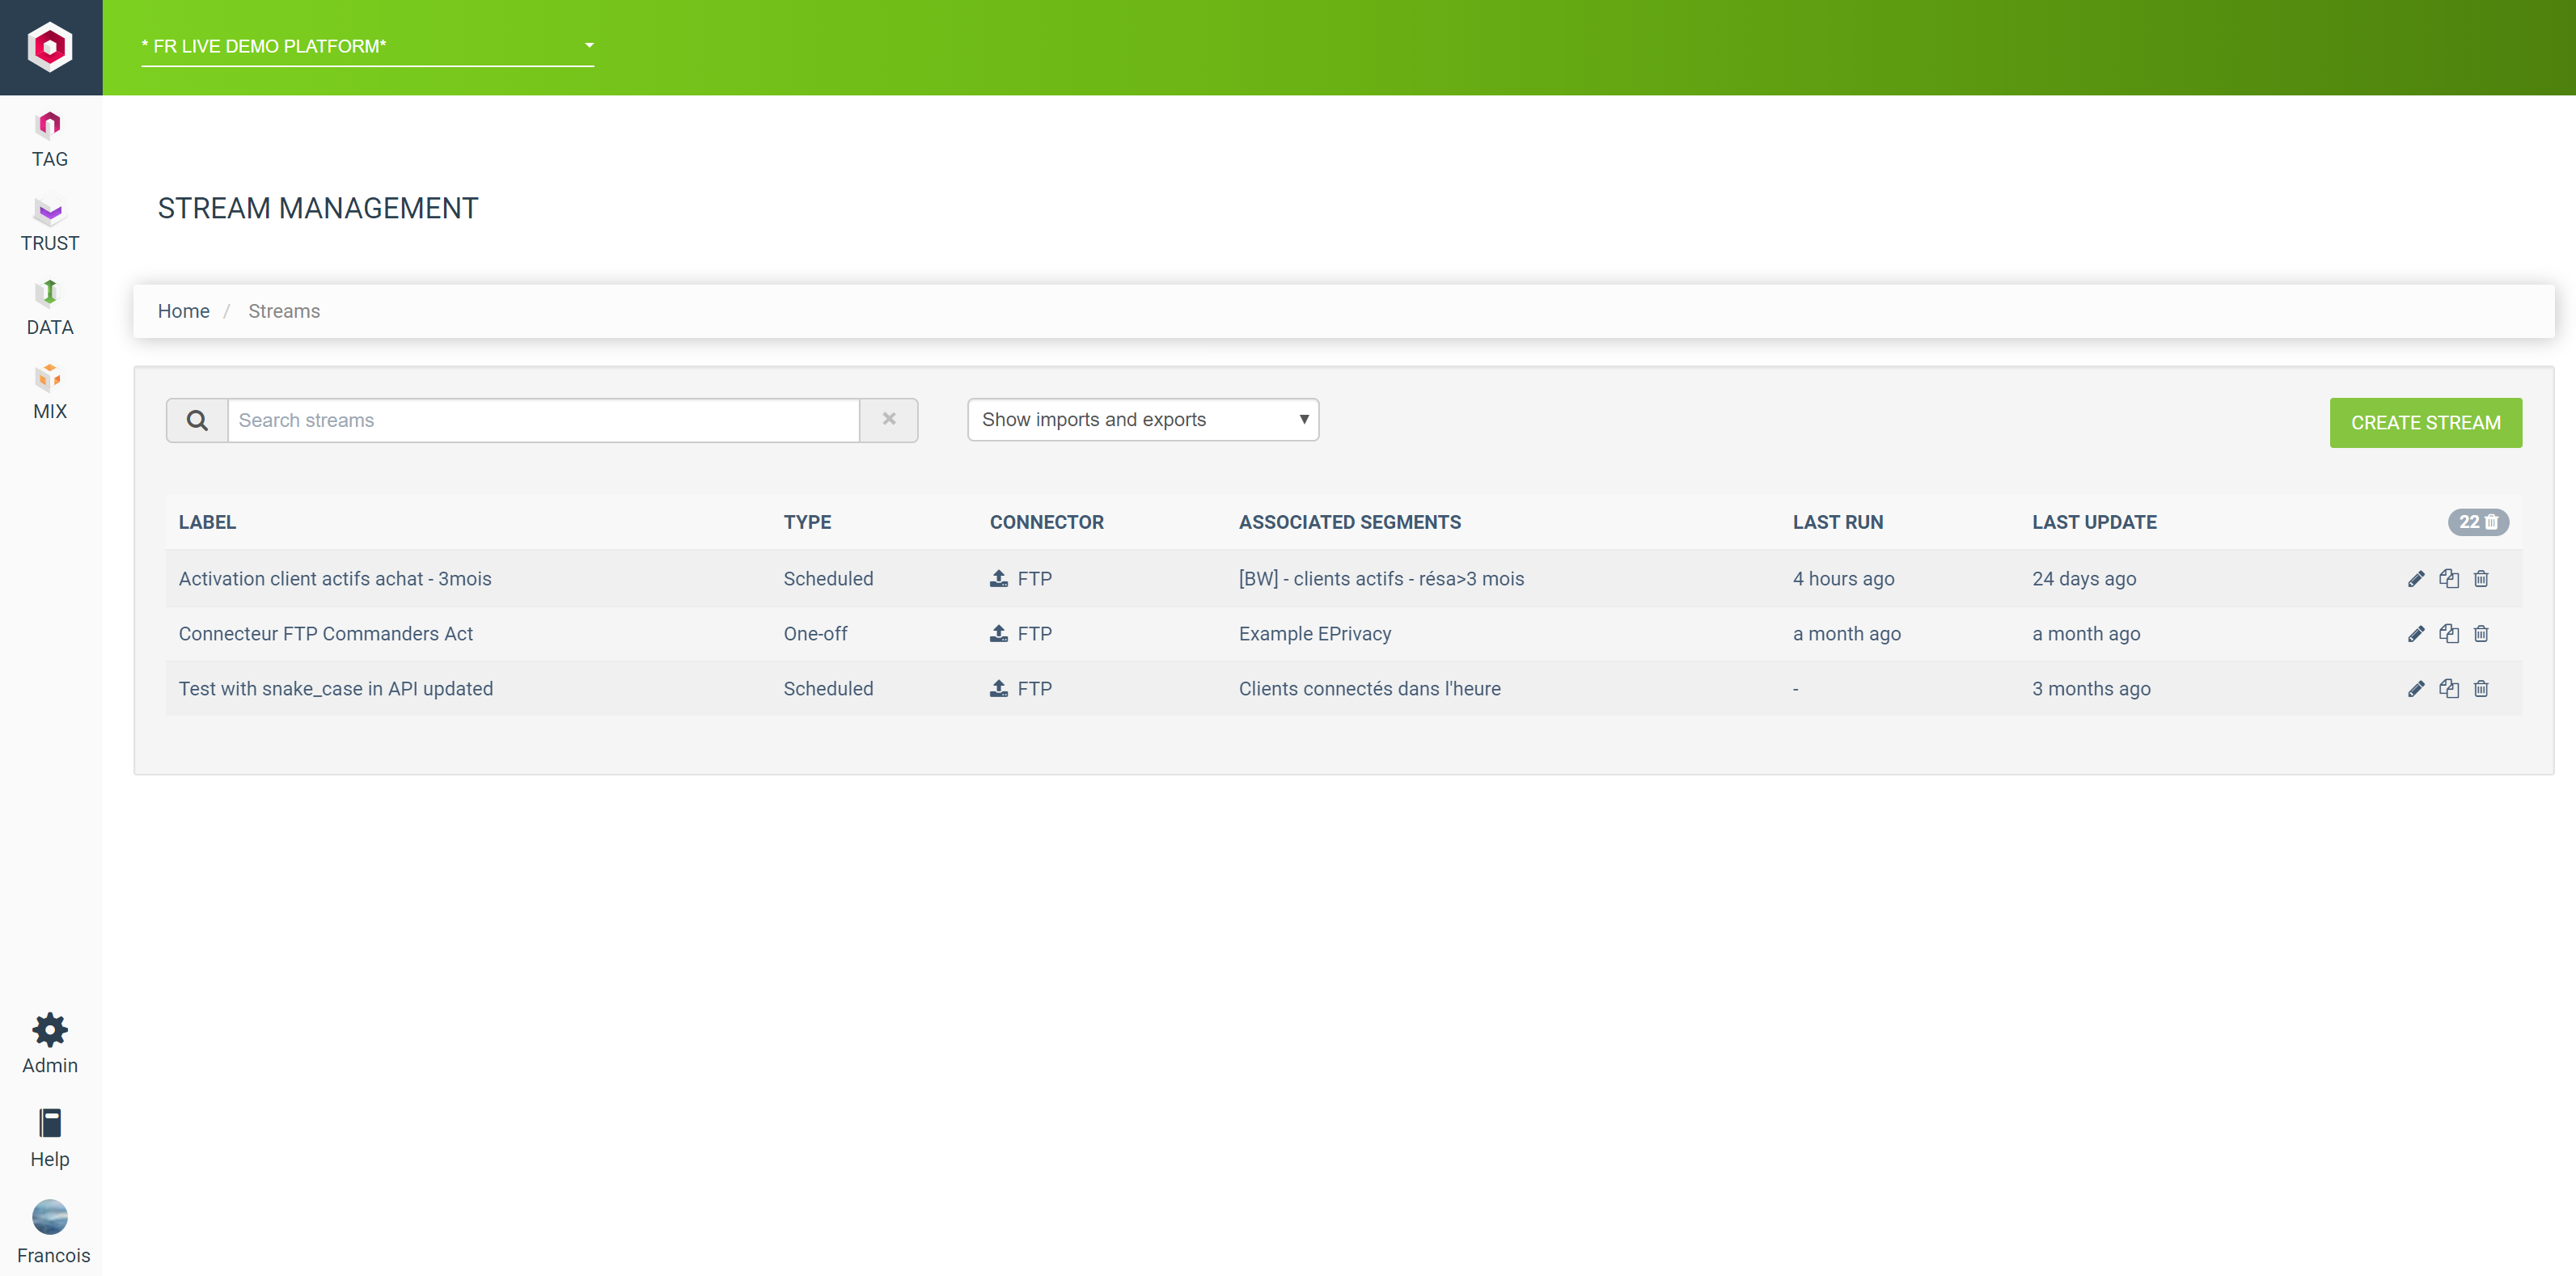 * FR LIVE DEMO PLATFORM*
TAG
TRUST
DATA
MIX
Admin
Help
Francois
STREAM MANAGEMENT
Home / Streams
Search streams × Show imports and exports ▼ CREATE STREAM
LABEL TYPE CONNECTOR ASSOCIATED SEGMENTS LAST RUN LAST UPDATE 22
Activation client actifs achat - 3mois Scheduled FTP [BW] - clients actifs - résa>3 mois 4 hours ago 24 days ago
Connecteur FTP Commanders Act One-off FTP Example EPrivacy a month ago a month ago
Test with snake_case in API updated Scheduled FTP Clients connectés dans l'heure - 3 months ago